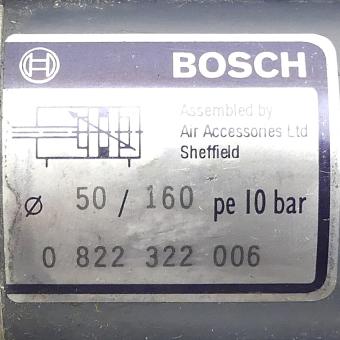 BOSCH
Assembled by
Air Accessories Ltd
Sheffield
ø 50 / 160 pe 10 bar
0 822 322 006